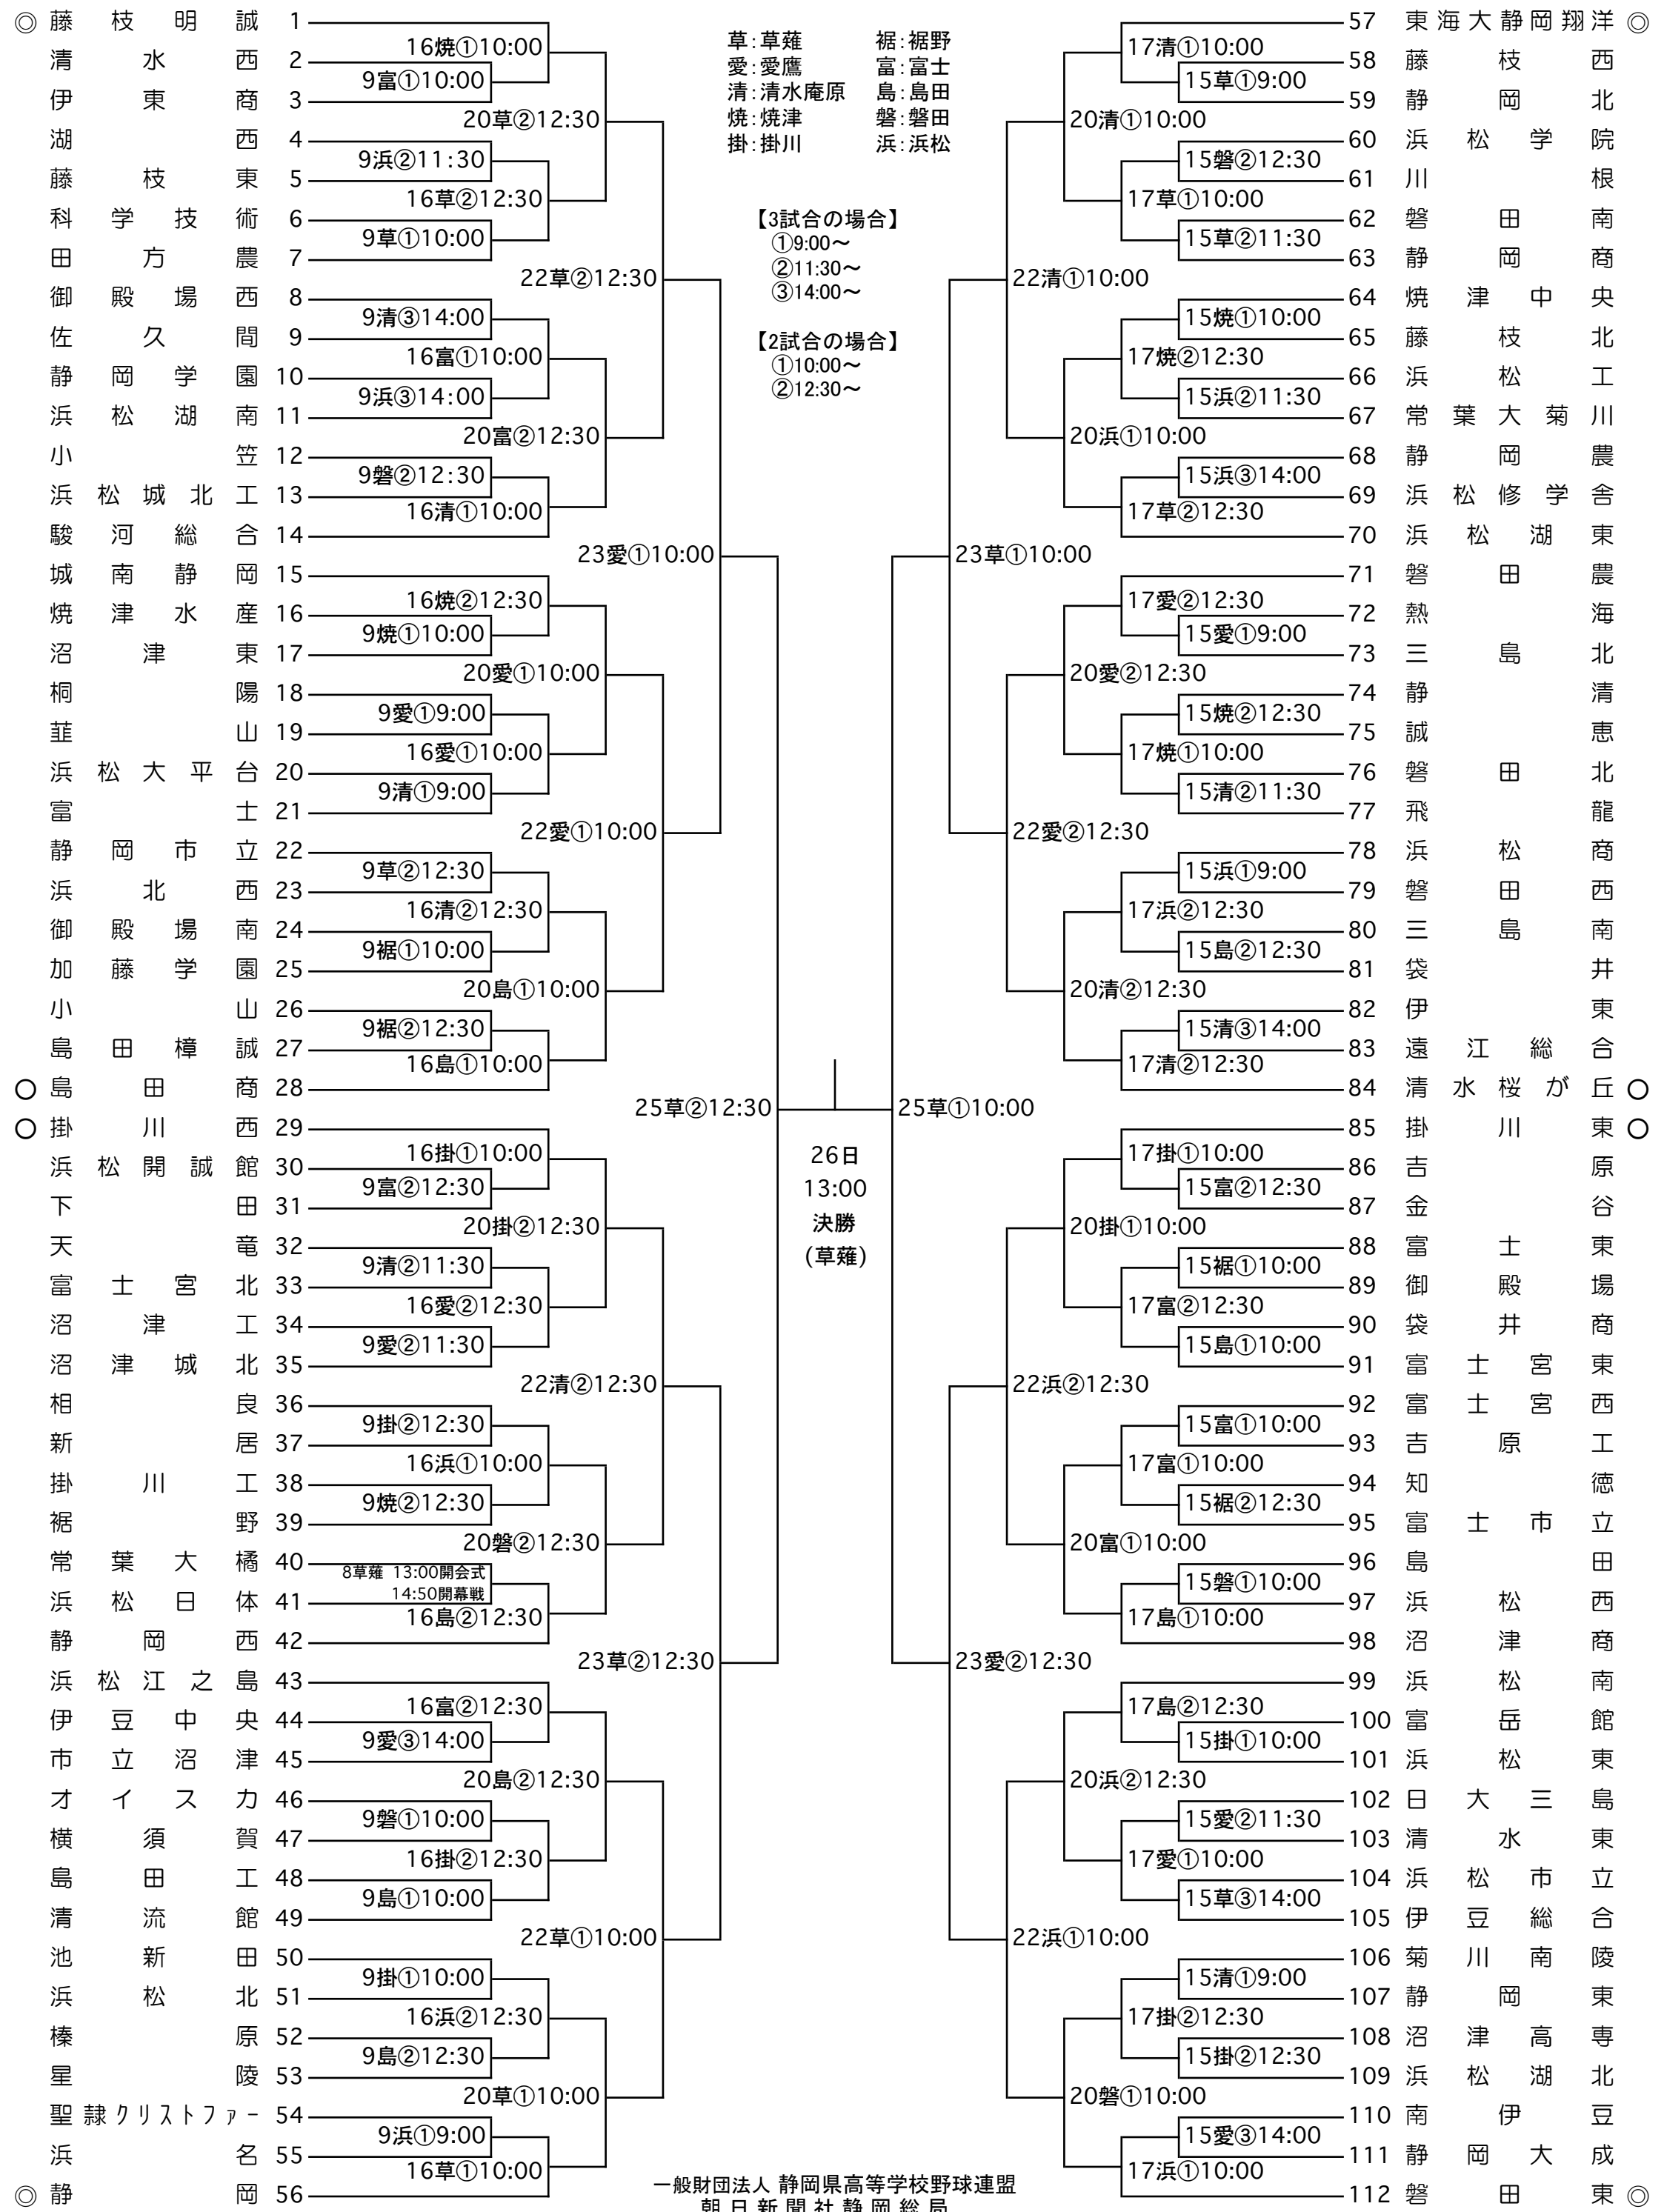 ◎ 藤枝明誠 1
清水西 2
伊東商 3
湖西 4
藤枝東 5
科学技術 6
田方農 7
御殿場西 8
佐久間 9
静岡学園 10
浜松湖南 11
小笠 12
浜松城北工 13
駿河総合 14
城南静岡 15
焼津水産 16
沼津東 17
桐陽 18
韮山 19
浜松大平台 20
富士 21
静岡市立 22
浜北西 23
御殿場南 24
加藤学園 25
小山 26
島田樟誠 27
○ 島田商 28
○ 掛川西 29
浜松開誠館 30
下田 31
天竜 32
富士宮北 33
沼津工 34
沼津城北 35
相良 36
新居 37
掛川工 38
裾野 39
常葉大橘 40
浜松日体 41
静岡西 42
浜松江之島 43
伊豆中央 44
市立沼津 45
オイスカ 46
横須賀 47
島田工 48
清流館 49
池新田 50
浜松北 51
榛原 52
星陵 53
聖隷クリストファー 54
浜名 55
◎ 静岡 56
9富①10:00
9浜②11:30
9草①10:00
9清③14:00
9浜③14:00
9磐②12:30
9焼①10:00
9愛①9:00
9清①9:00
9草②12:30
9裾①10:00
9裾②12:30
9富②12:30
9清②11:30
9愛②11:30
9掛②12:30
9焼②12:30
8草薙 13:00開会式
14:50開幕戦
9愛③14:00
9磐①10:00
9島①10:00
9掛①10:00
9島②12:30
9浜①9:00
16焼①10:00
16草②12:30
16富①10:00
16清①10:00
16焼②12:30
16愛①10:00
16清②12:30
16島①10:00
16掛①10:00
16愛②12:30
16浜①10:00
16島②12:30
16富②12:30
16掛②12:30
16浜②12:30
16草①10:00
20草②12:30
20富②12:30
20愛①10:00
20島①10:00
20掛②12:30
20磐②12:30
20島②12:30
20草①10:00
22草②12:30
22愛①10:00
22清②12:30
22草①10:00
23愛①10:00
23草②12:30
25草②12:30
草:草薙 裾:裾野
愛:愛鷹 富:富士
清:清水庵原 島:島田
焼:焼津 磐:磐田
掛:掛川 浜:浜松
【3試合の場合】
①9:00～
②11:30～
③14:00～
【2試合の場合】
①10:00～
②12:30～
26日
13:00
決勝
(草薙)
25草①10:00
23草①10:00
23愛②12:30
22清①10:00
22愛②12:30
22浜②12:30
22浜①10:00
20清①10:00
20浜①10:00
20愛②12:30
20清②12:30
20掛①10:00
20富①10:00
20浜②12:30
20磐①10:00
17清①10:00
17草①10:00
17焼②12:30
17草②12:30
17愛②12:30
17焼①10:00
17浜②12:30
17清②12:30
17掛①10:00
17富②12:30
17富①10:00
17島①10:00
17島②12:30
17愛①10:00
17掛②12:30
17浜①10:00
15草①9:00
15磐②12:30
15草②11:30
15焼①10:00
15浜②11:30
15浜③14:00
15愛①9:00
15焼②12:30
15清②11:30
15浜①9:00
15島②12:30
15清③14:00
15富②12:30
15裾①10:00
15島①10:00
15富①10:00
15裾②12:30
15磐①10:00
15掛①10:00
15愛②11:30
15草③14:00
15清①9:00
15掛②12:30
15愛③14:00
57 東海大静岡翔洋 ◎
58 藤枝西
59 静岡北
60 浜松学院
61 川根
62 磐田南
63 静岡商
64 焼津中央
65 藤枝北
66 浜松工
67 常葉大菊川
68 静岡農
69 浜松修学舎
70 浜松湖東
71 磐田農
72 熱海
73 三島北
74 静清
75 誠恵
76 磐田北
77 飛龍
78 浜松商
79 磐田西
80 三島南
81 袋井
82 伊東
83 遠江総合
84 清水桜が丘 ○
85 掛川東 ○
86 吉原
87 金谷
88 富士東
89 御殿場
90 袋井商
91 富士宮東
92 富士宮西
93 吉原工
94 知徳
95 富士市立
96 島田
97 浜松西
98 沼津商
99 浜松南
100 富岳館
101 浜松東
102 日大三島
103 清水東
104 浜松市立
105 伊豆総合
106 菊川南陵
107 静岡東
108 沼津高専
109 浜松湖北
110 南伊豆
111 静岡大成
112 磐田東 ◎
一般財団法人 静岡県高等学校野球連盟
朝日新聞社静岡総局